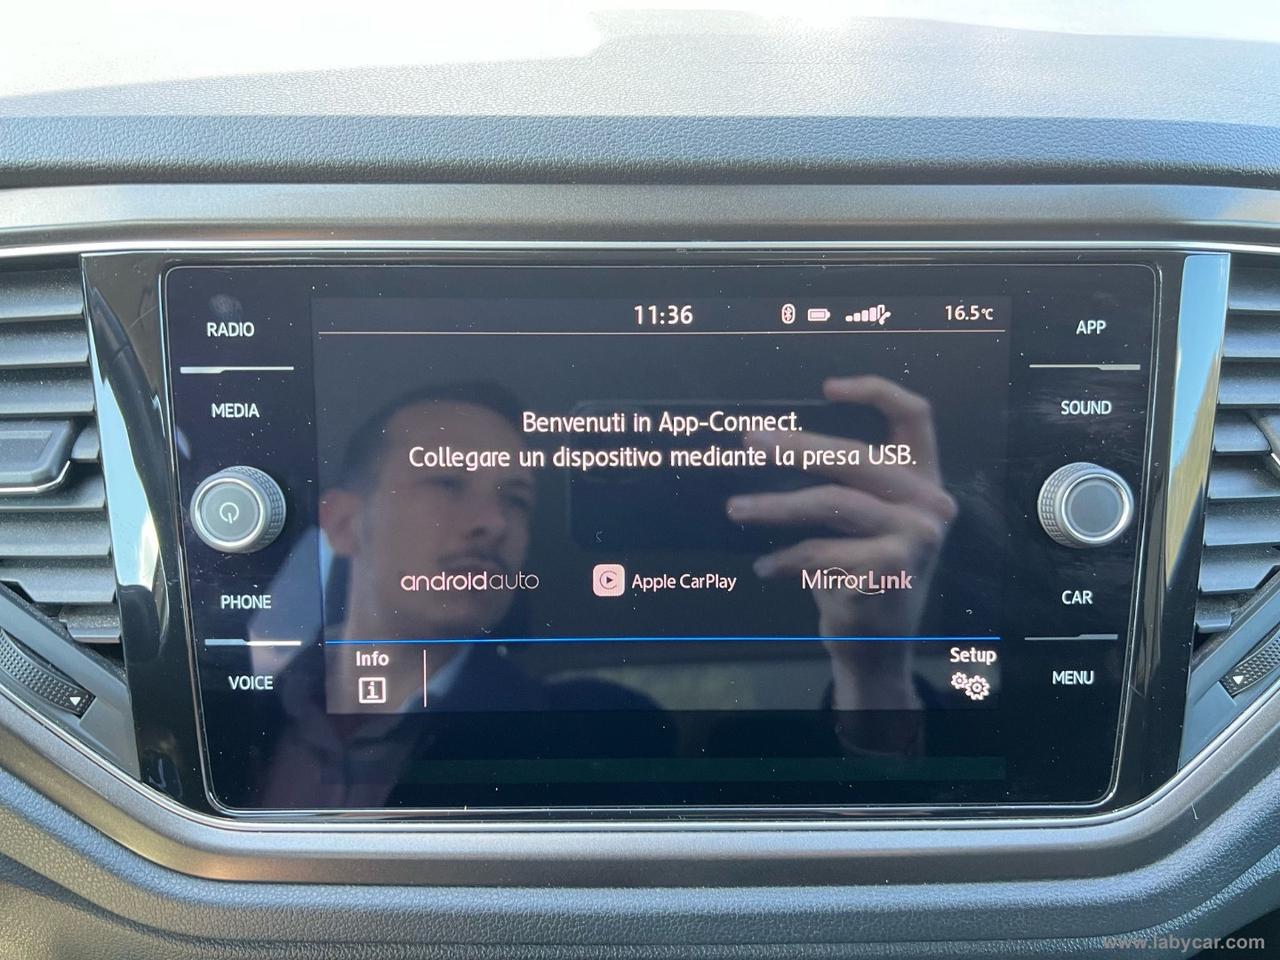 11:36
16.5°C
RADIO
MEDIA
PHONE
VOICE
Benvenuti in App-Connect.
Collegare un dispositivo mediante la presa USB.
androidauto
Apple CarPlay
MirrorLink
Info
i
Setup
APP
SOUND
CAR
MENU
www.labycar.com